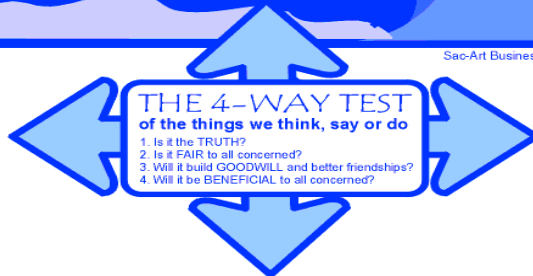 Sac-Art
THE 4-WAY TEST
of the things we think, say or do
1. Is it the TRUTH?
2. Is it FAIR to all concerned?
3. Will it build GOODWILL and better friendships?
4. Will it be BENEFICIAL to all concerned?